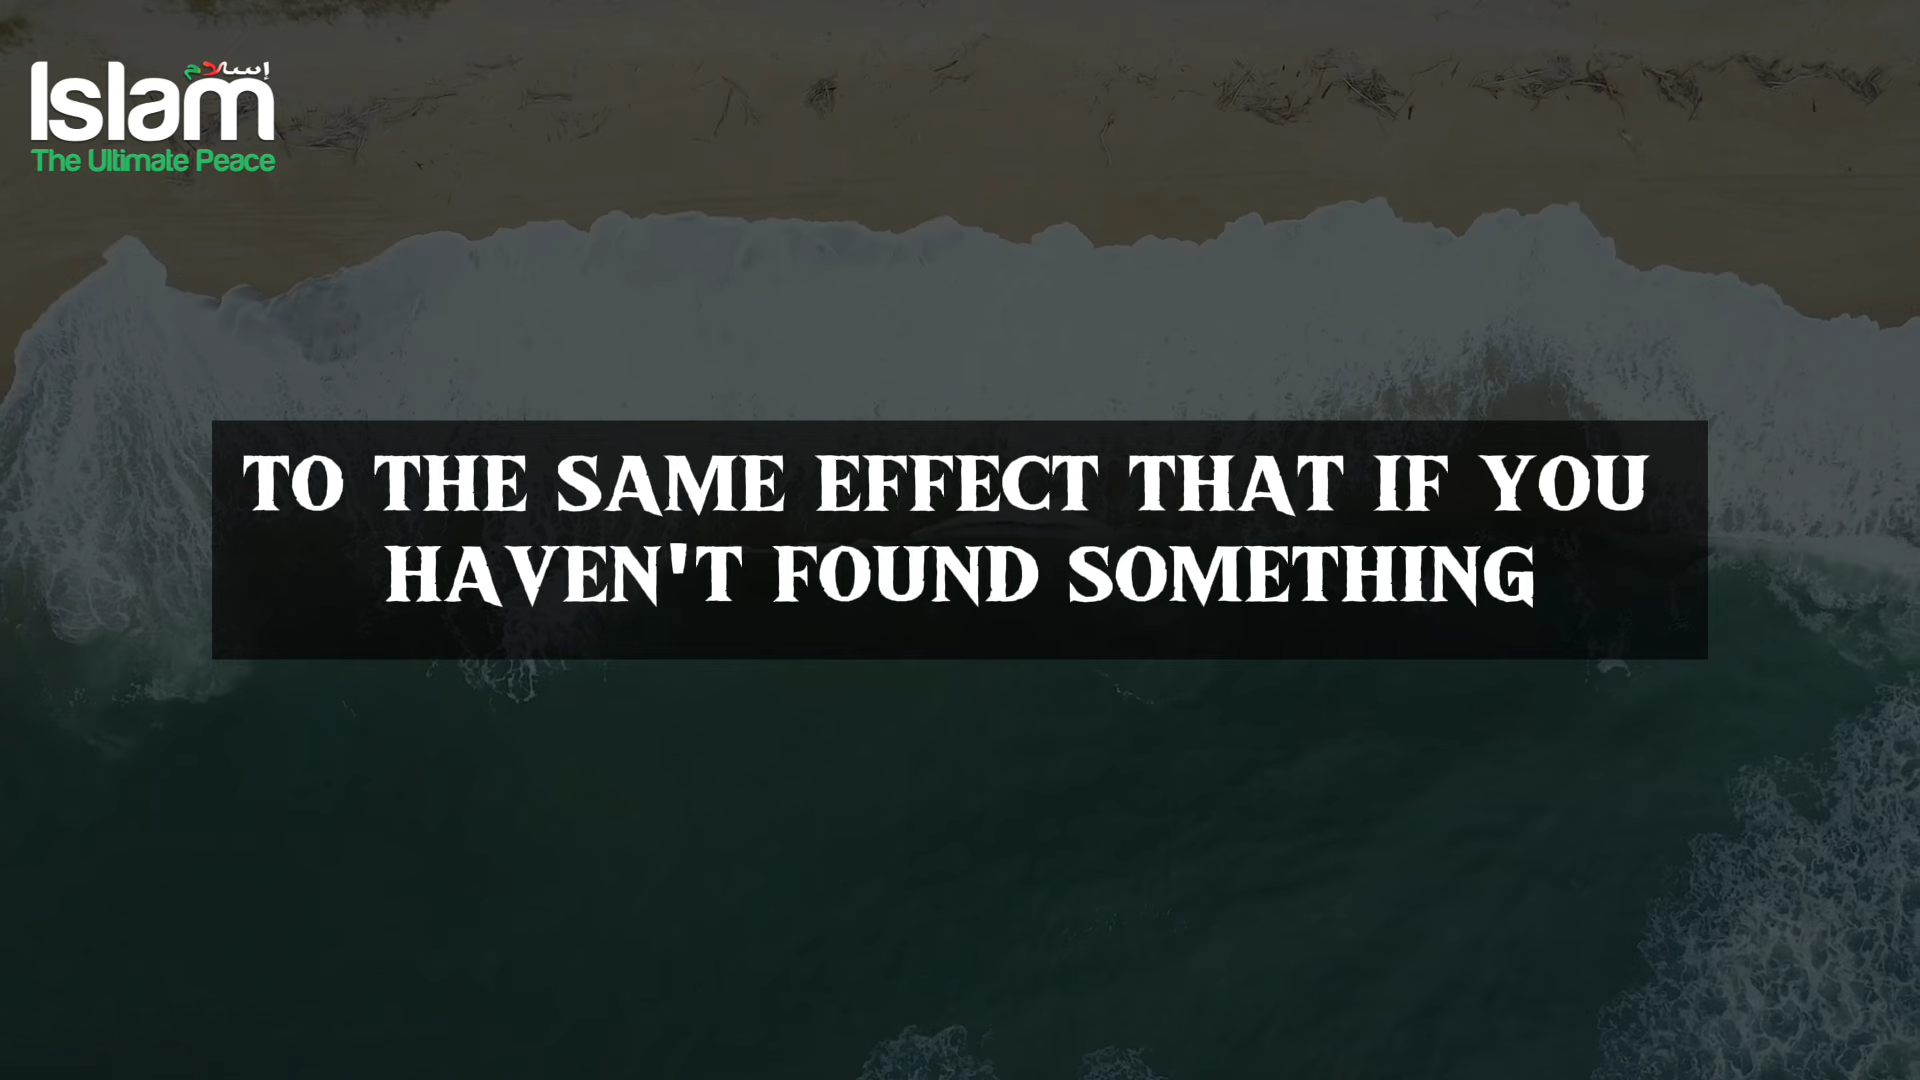 إسلام
Islam
The Ultimate Peace
TO THE SAME EFFECT THAT IF YOU
HAVEN'T FOUND SOMETHING